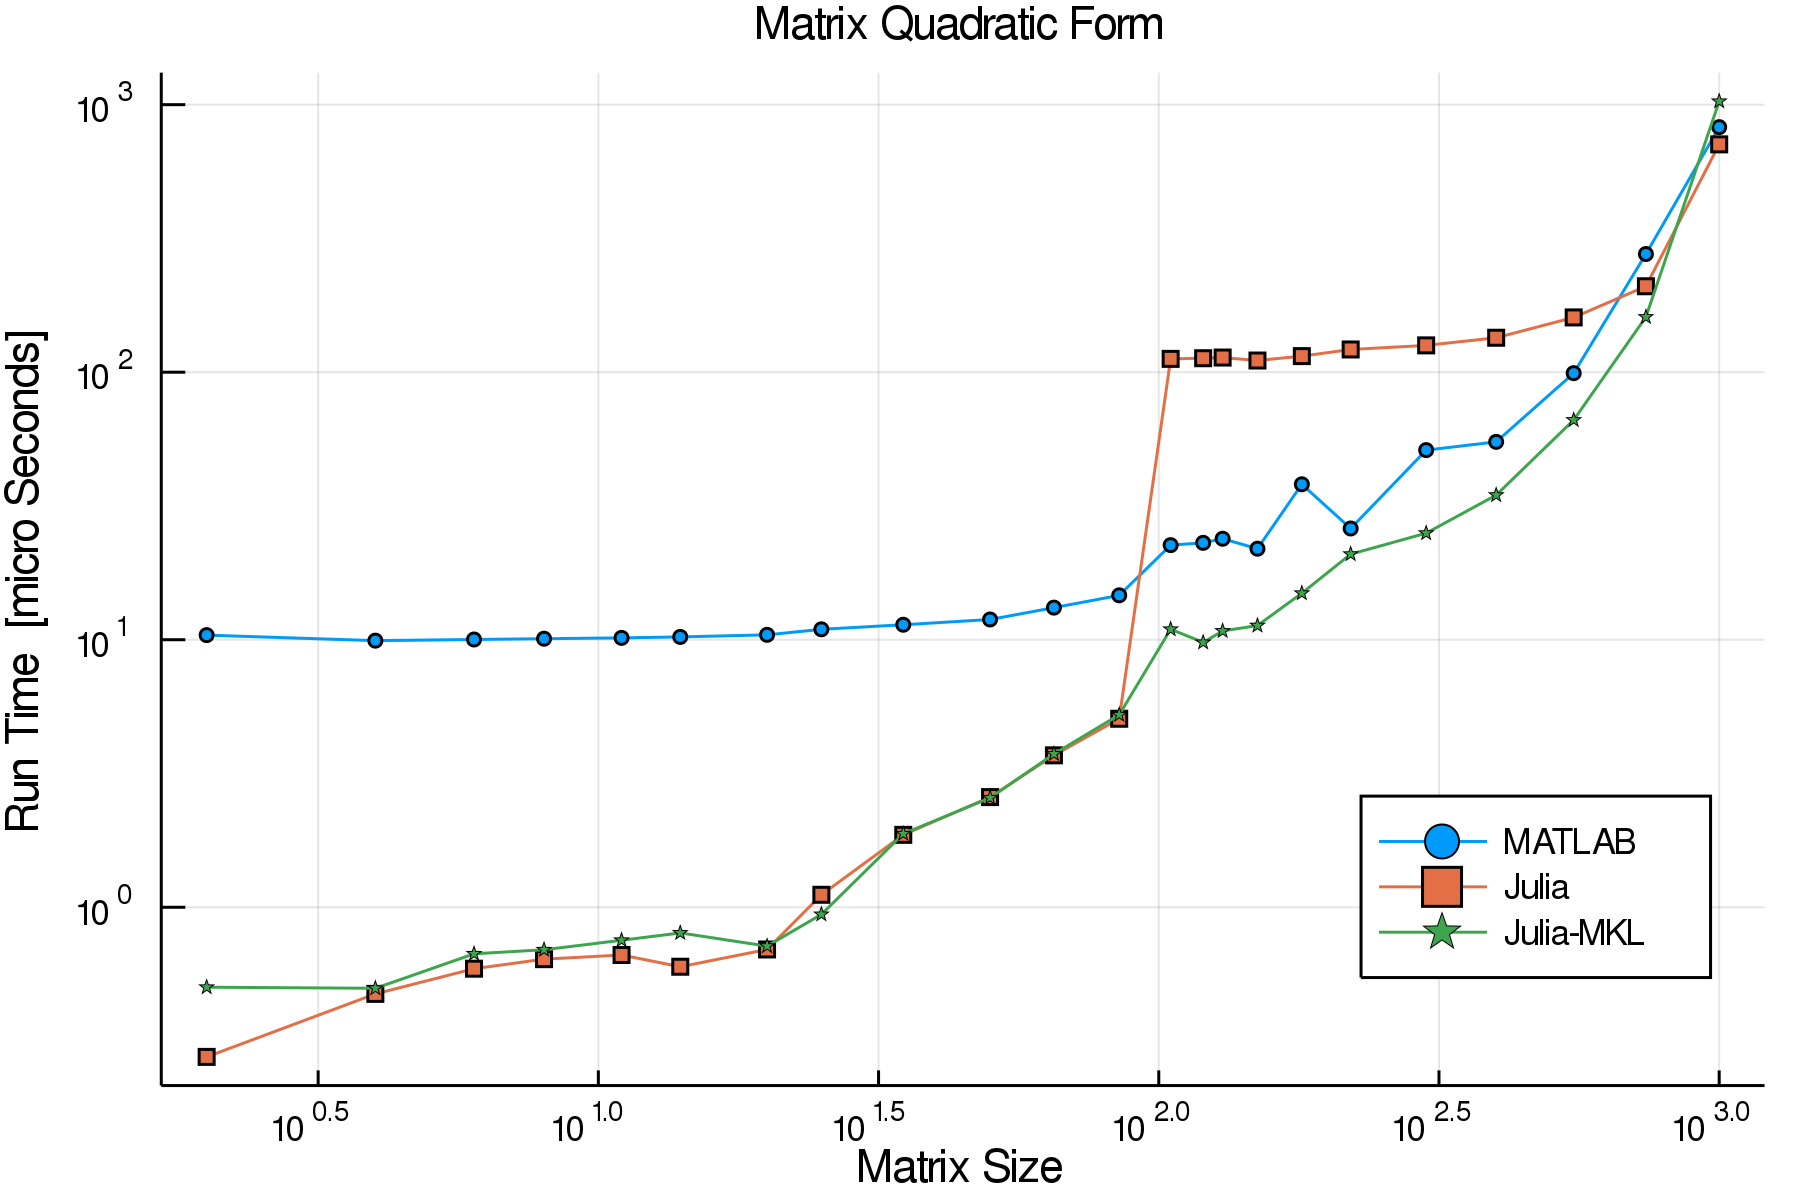 Matrix Quadratic Form
10^3
10^2
10^1
10^0
Run Time [micro Seconds]
MATLAB
Julia
Julia-MKL
10^0.5 10^1.0 10^1.5 10^2.0 10^2.5 10^3.0
Matrix Size